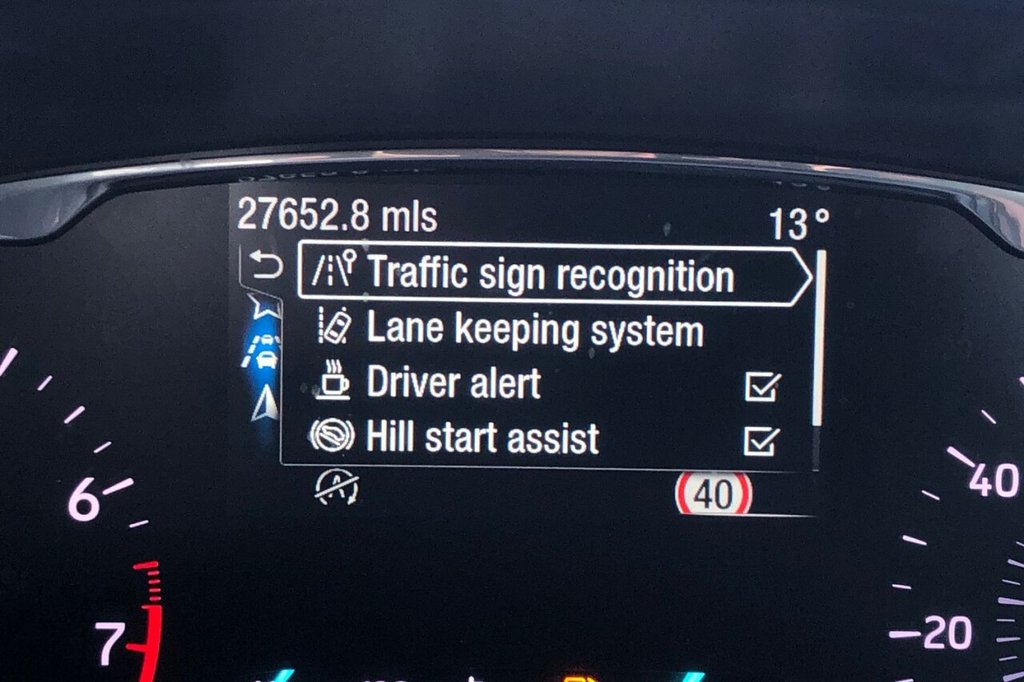 27652.8 mls 13°
Traffic sign recognition
Lane keeping system
Driver alert
Hill start assist
A 40
40
6
20
7